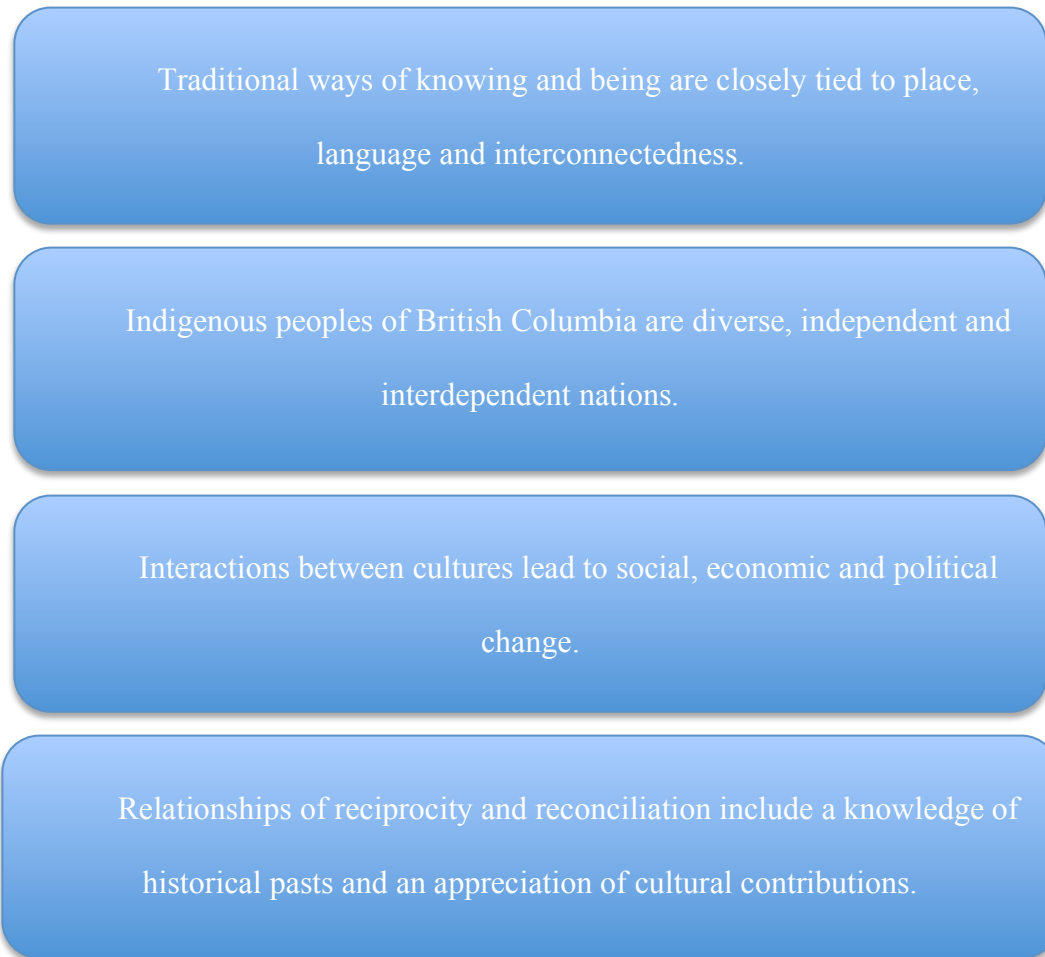 Traditional ways of knowing and being are closely tied to place,
language and interconnectedness.
Indigenous peoples of British Columbia are diverse, independent and
interdependent nations.
Interactions between cultures lead to social, economic and political
change.
Relationships of reciprocity and reconciliation include a knowledge of
historical pasts and an appreciation of cultural contributions.